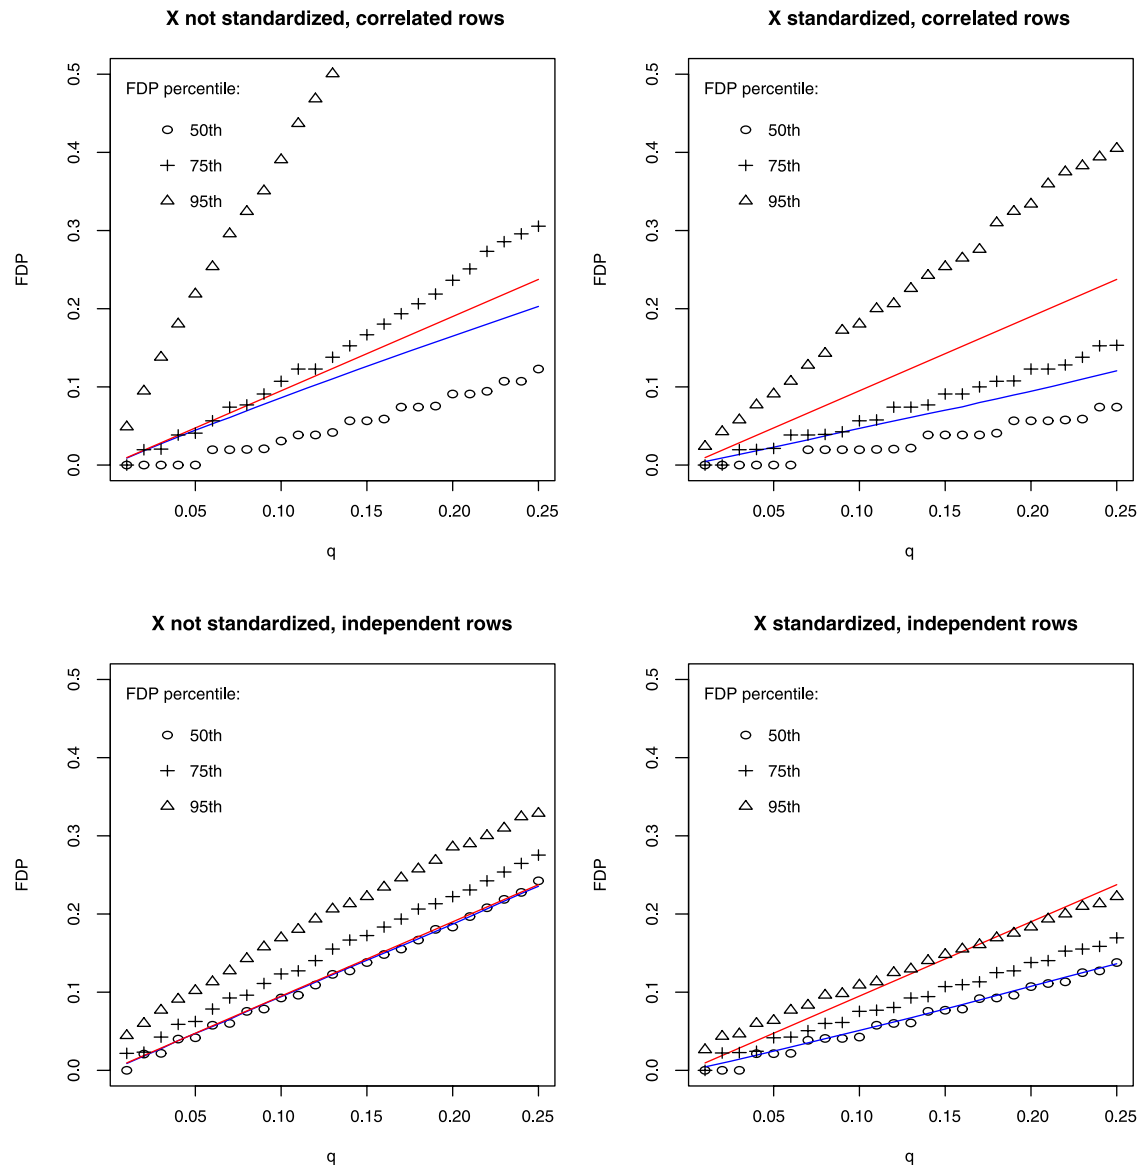 X not standardized, correlated rows
FDP percentile:
50th
75th
95th
0.0 0.1 0.2 0.3 0.4 0.5
FDP
0.05 0.10 0.15 0.20 0.25
q
X standardized, correlated rows
FDP percentile:
50th
75th
95th
0.0 0.1 0.2 0.3 0.4 0.5
FDP
0.05 0.10 0.15 0.20 0.25
q
X not standardized, independent rows
FDP percentile:
50th
75th
95th
0.0 0.1 0.2 0.3 0.4 0.5
FDP
0.05 0.10 0.15 0.20 0.25
q
X standardized, independent rows
FDP percentile:
50th
75th
95th
0.0 0.1 0.2 0.3 0.4 0.5
FDP
0.05 0.10 0.15 0.20 0.25
q